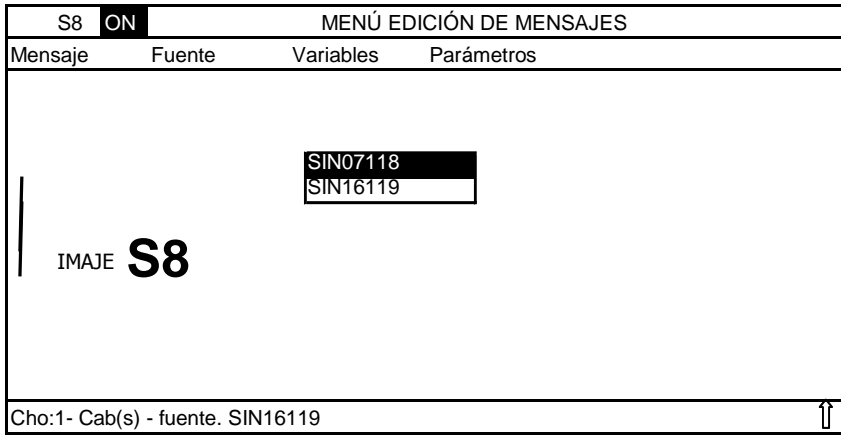 S8 ON MENÚ EDICIÓN DE MENSAJES
Mensaje Fuente Variables Parámetros
SIN07118
SIN16119
IMAJE S8
Cho:1- Cab(s) - fuente. SIN16119